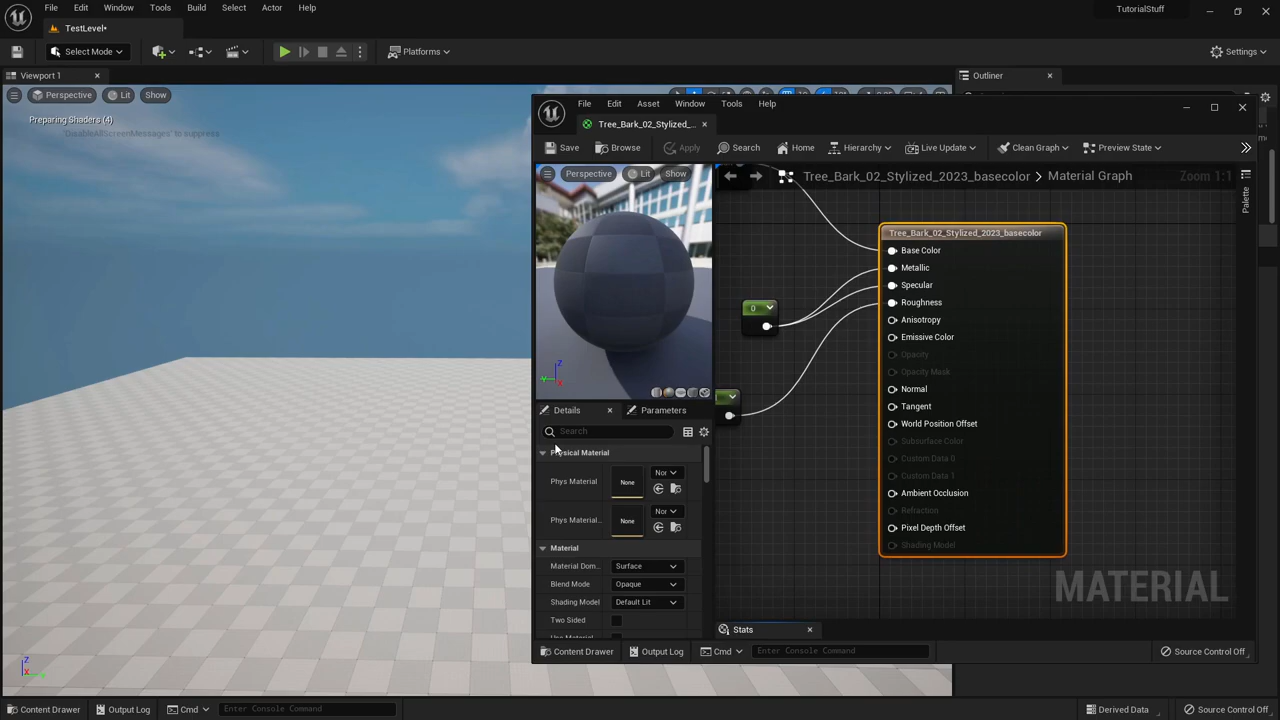 File Edit Window Tools Build Select Actor Help
TutorialStuff
TestLevel•
Select Mode
Platforms
Settings
Viewport 1
Outliner
Perspective Lit Show
Preparing Shaders (4)
'DisableAllScreenMessages' to suppress
File Edit Asset Window Tools Help
Tree_Bark_02_Stylized_...
Save Browse Apply Search Home Hierarchy Live Update Clean Graph Preview State
Perspective Lit Show
Tree_Bark_02_Stylized_2023_basecolor > Material Graph
Zoom 1:1
Palette
Tree_Bark_02_Stylized_2023_basecolor
Base Color
Metallic
Specular
Roughness
Anisotropy
Emissive Color
Opacity
Opacity Mask
Normal
Tangent
World Position Offset
Subsurface Color
Custom Data 0
Custom Data 1
Ambient Occlusion
Refraction
Pixel Depth Offset
Shading Model
0
Z
Y
X
Details Parameters
Search
Physical Material
Phys Material None Nor
Phys Material... None Nor
Material
Material Dom... Surface
Blend Mode Opaque
Shading Model Default Lit
Two Sided
MATERIAL
Stats
Content Drawer Output Log Cmd Enter Console Command Source Control Off
Z
X
Content Drawer Output Log Cmd Enter Console Command Derived Data Source Control Off